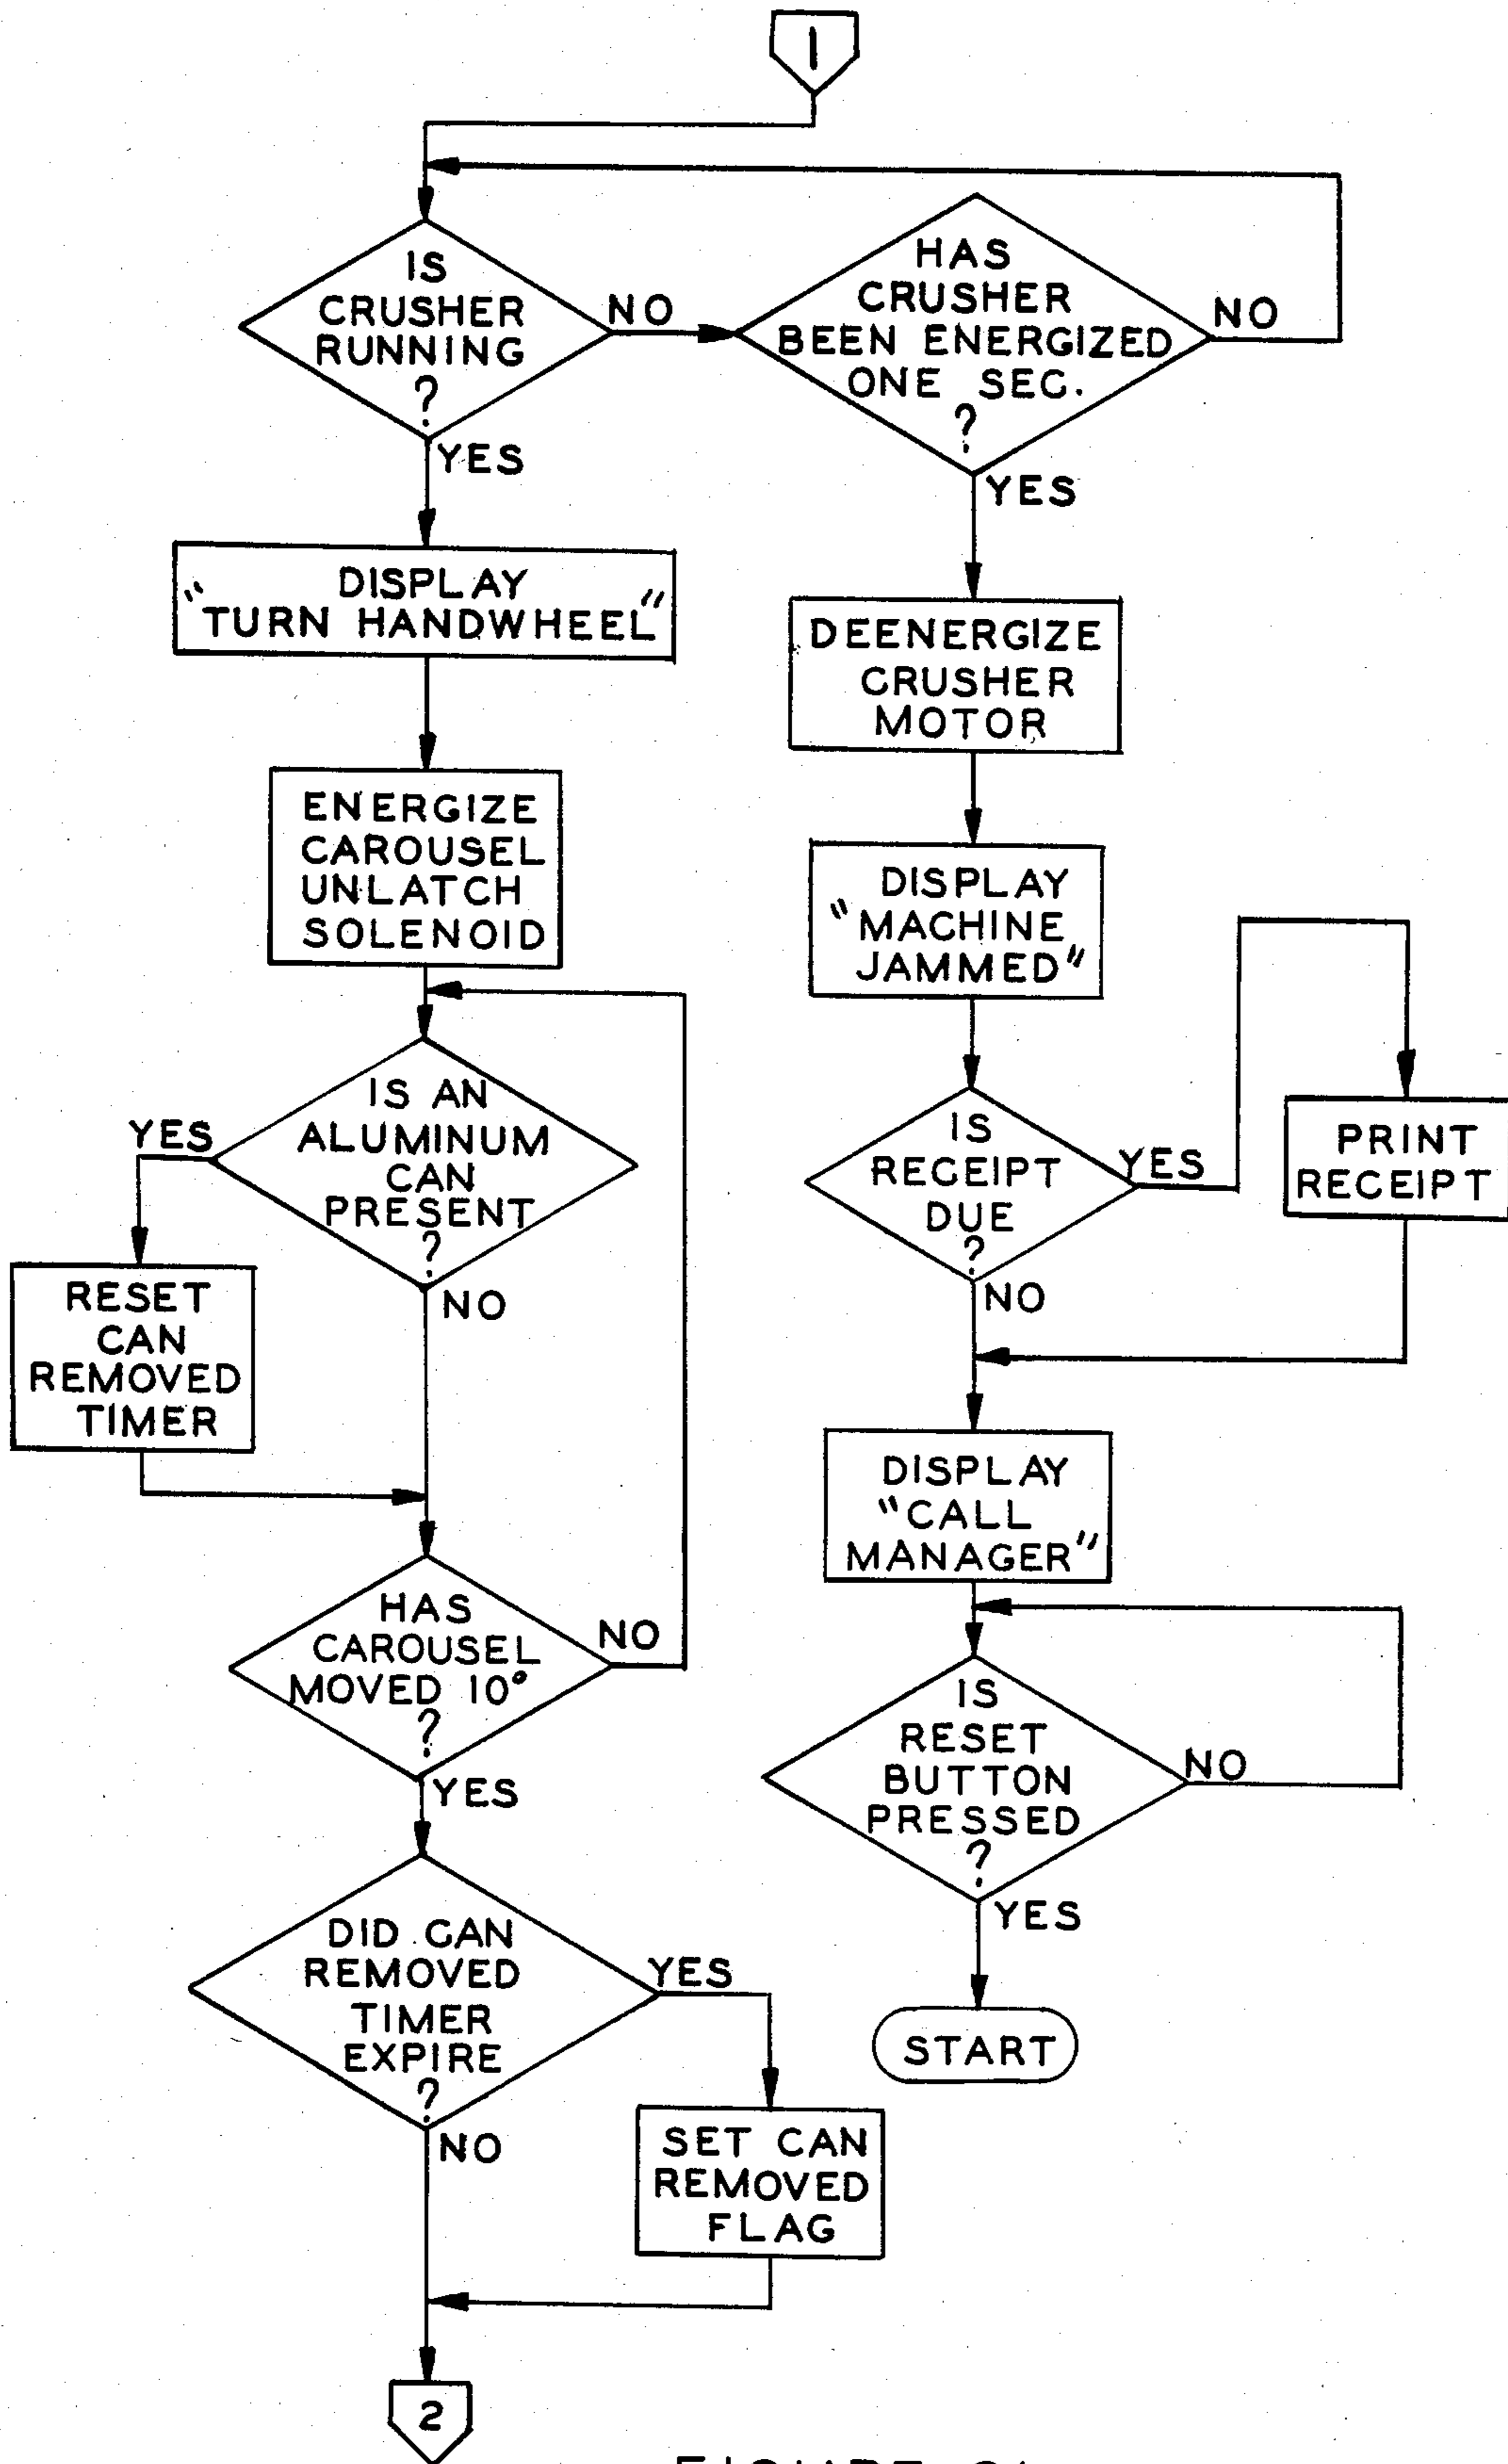 1
IS
CRUSHER
RUNNING
?
NO
YES
HAS
CRUSHER
BEEN ENERGIZED
ONE SEC.
?
NO
YES
DISPLAY
"TURN HANDWHEEL"
ENERGIZE
CAROUSEL
UNLATCH
SOLENOID
IS AN
ALUMINUM
CAN
PRESENT
?
YES
NO
RESET
CAN
REMOVED
TIMER
HAS
CAROUSEL
MOVED 10°
?
NO
YES
DID CAN
REMOVED
TIMER
EXPIRE
?
YES
NO
SET CAN
REMOVED
FLAG
2
DEENERGIZE
CRUSHER
MOTOR
DISPLAY
"MACHINE
JAMMED"
IS
RECEIPT
DUE
?
YES
NO
PRINT
RECEIPT
DISPLAY
"CALL
MANAGER"
IS
RESET
BUTTON
PRESSED
?
NO
YES
START